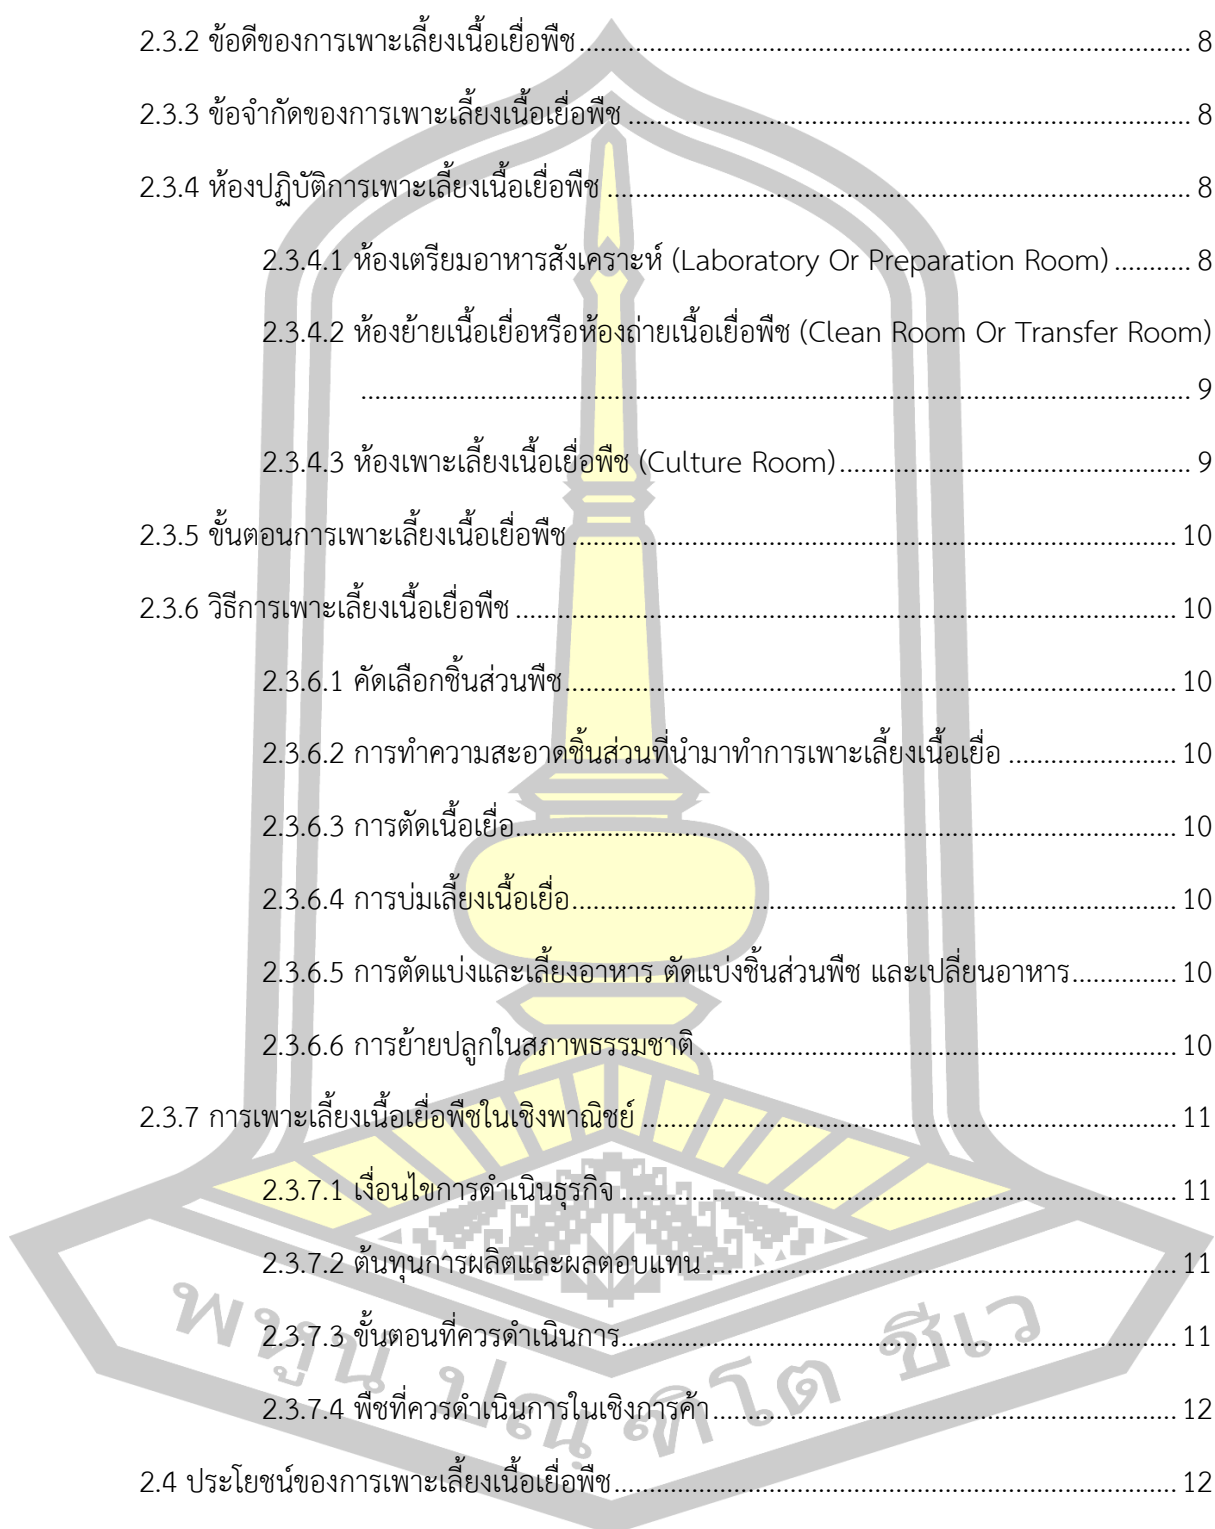 2.3.2 ข้อดีของการเพาะเลี้ยงเนื้อเยื่อพืช........................................................................................ 8
2.3.3 ข้อจำกัดของการเพาะเลี้ยงเนื้อเยื่อพืช ................................................................................ 8
2.3.4 ห้องปฏิบัติการเพาะเลี้ยงเนื้อเยื่อพืช ................................................................................... 8
2.3.4.1 ห้องเตรียมอาหารสังเคราะห์ (Laboratory Or Preparation Room) ........... 8
2.3.4.2 ห้องย้ายเนื้อเยื่อหรือห้องถ่ายเนื้อเยื่อพืช (Clean Room Or Transfer Room)
........................................................................................................................ 9
2.3.4.3 ห้องเพาะเลี้ยงเนื้อเยื่อพืช (Culture Room).................................................. 9
2.3.5 ขั้นตอนการเพาะเลี้ยงเนื้อเยื่อพืช ...................................................................................... 10
2.3.6 วิธีการเพาะเลี้ยงเนื้อเยื่อพืช .............................................................................................. 10
2.3.6.1 คัดเลือกชิ้นส่วนพืช....................................................................................... 10
2.3.6.2 การทำความสะอาดชิ้นส่วนที่นำมาทำการเพาะเลี้ยงเนื้อเยื่อ ........................ 10
2.3.6.3 การตัดเนื้อเยื่อ.............................................................................................. 10
2.3.6.4 การบ่มเลี้ยงเนื้อเยื่อ...................................................................................... 10
2.3.6.5 การตัดแบ่งและเลี้ยงอาหาร ตัดแบ่งชิ้นส่วนพืช และเปลี่ยนอาหาร............... 10
2.3.6.6 การย้ายปลูกในสภาพธรรมชาติ.................................................................... 10
2.3.7 การเพาะเลี้ยงเนื้อเยื่อพืชในเชิงพาณิชย์ ............................................................................ 11
2.3.7.1 เงื่อนไขการดำเนินธุรกิจ ............................................................................... 11
2.3.7.2 ต้นทุนการผลิตและผลตอบแทน ................................................................... 11
2.3.7.3 ขั้นตอนที่ควรดำเนินการ............................................................................... 11
2.3.7.4 พืชที่ควรดำเนินการในเชิงการค้า.................................................................. 12
2.4 ประโยชน์ของการเพาะเลี้ยงเนื้อเยื่อพืช................................................................................ 12
พหูนํ ปณฺฑิโต ชีเว